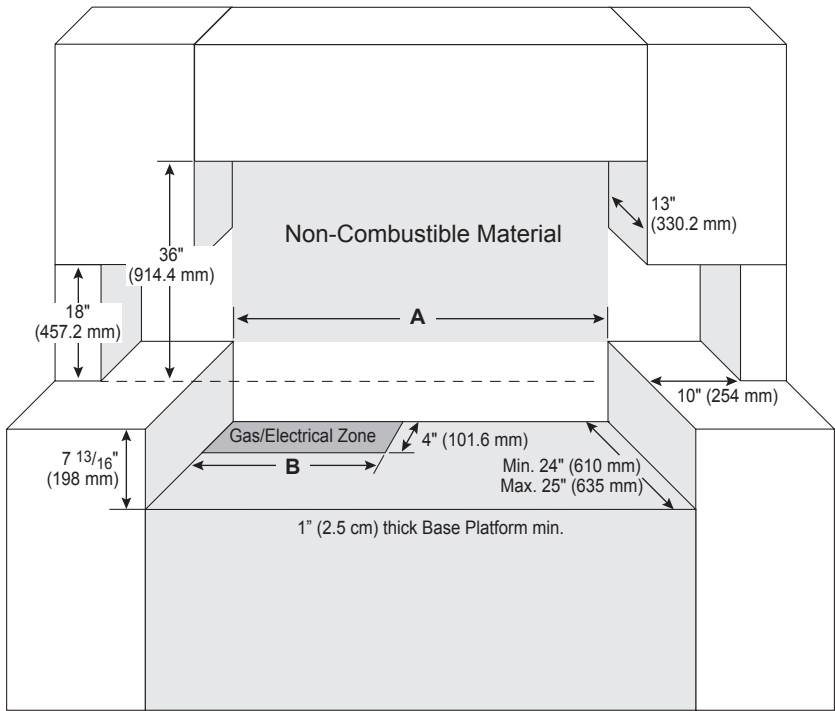 13"
(330.2 mm)
Non-Combustible Material
36"
(914.4 mm)
18"
(457.2 mm)
A
10" (254 mm)
Gas/Electrical Zone
4" (101.6 mm)
7 13/16"
(198 mm)
B
Min. 24" (610 mm)
Max. 25" (635 mm)
1” (2.5 cm) thick Base Platform min.